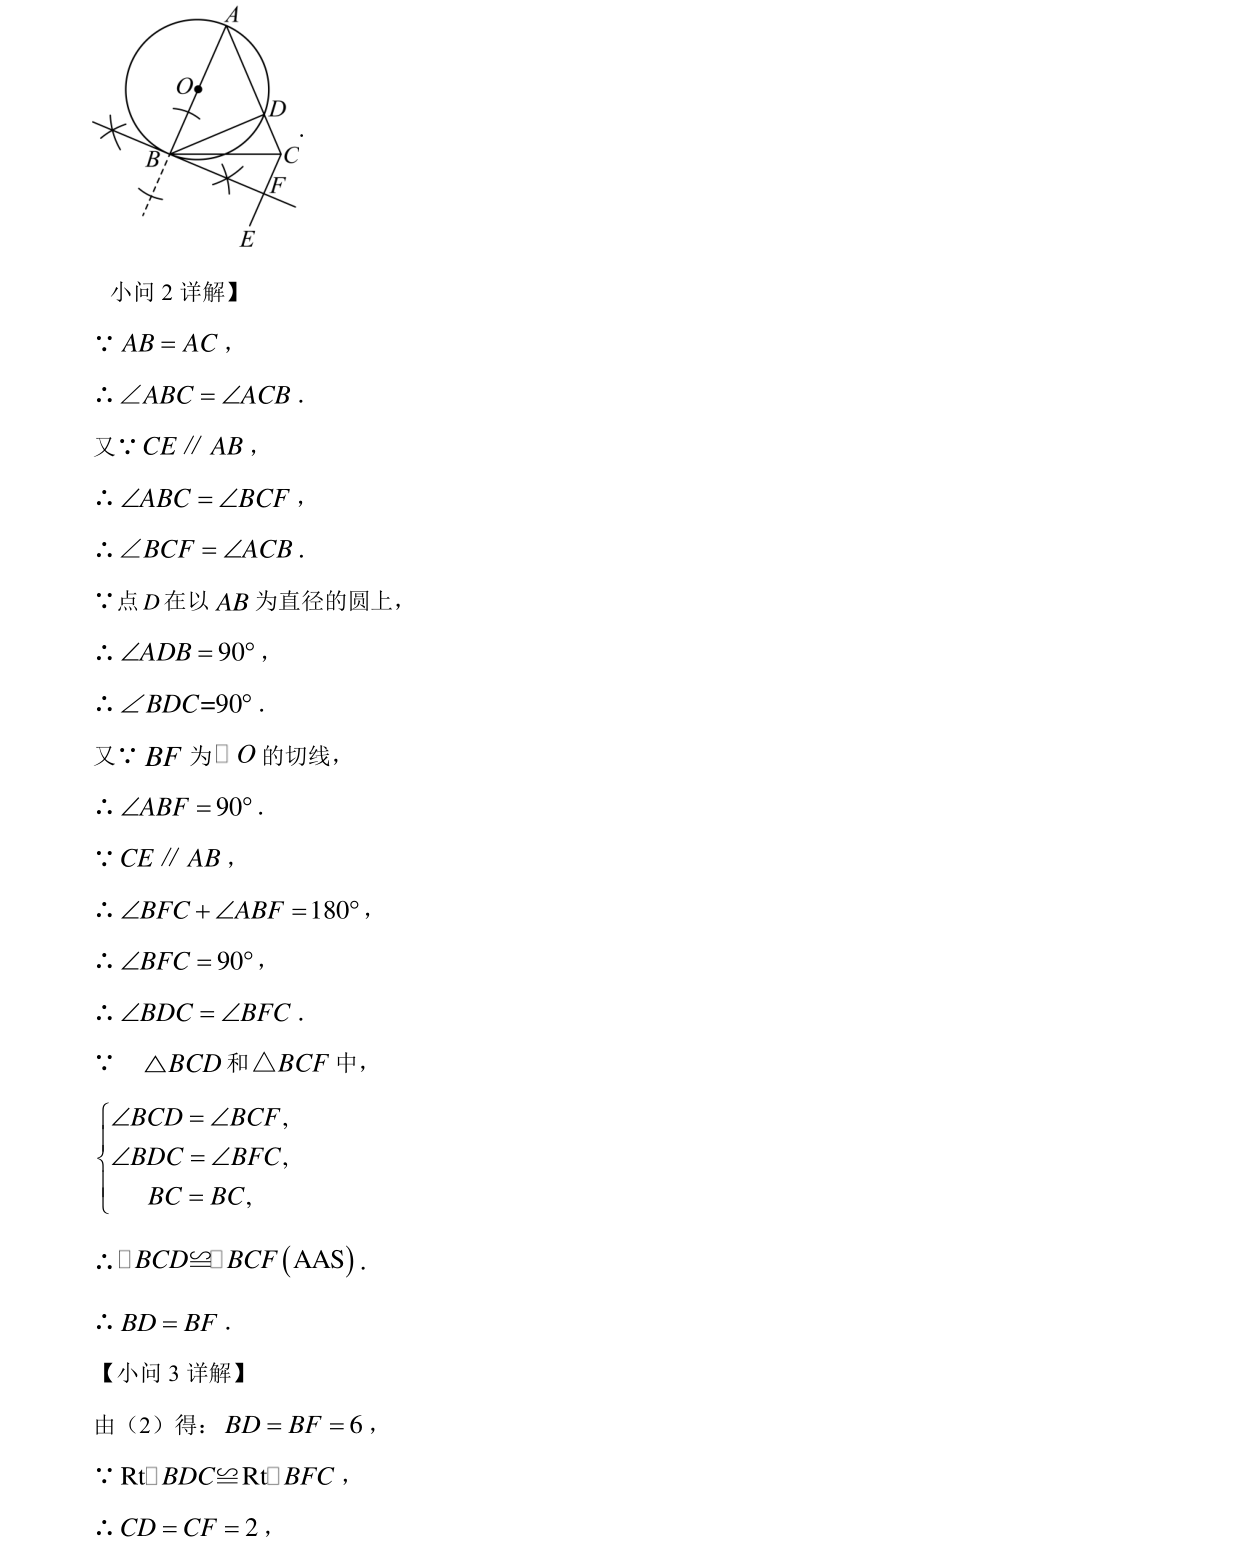 A
O
D
B
C
.
F
E
小问 2 详解】
∵ AB = AC，
∴ ∠ABC = ∠ACB．
又∵ CE ∥ AB，
∴ ∠ABC = ∠BCF，
∴ ∠BCF = ∠ACB．
∵点 D 在以 AB 为直径的圆上，
∴ ∠ADB = 90°，
∴ ∠BDC=90°．
又∵ BF 为□ O 的切线，
∴ ∠ABF = 90°．
∵ CE ∥ AB，
∴ ∠BFC + ∠ABF = 180°，
∴ ∠BFC = 90°，
∴ ∠BDC = ∠BFC．
∵ △BCD 和 △BCF 中，
∠BCD = ∠BCF,
∠BDC = ∠BFC,
BC = BC,
∴ □ BCD ≌ □ BCF (AAS)．
∴ BD = BF．
【小问 3 详解】
由（2）得：BD = BF = 6，
∵ Rt□ BDC ≌ Rt□ BFC，
∴ CD = CF = 2，